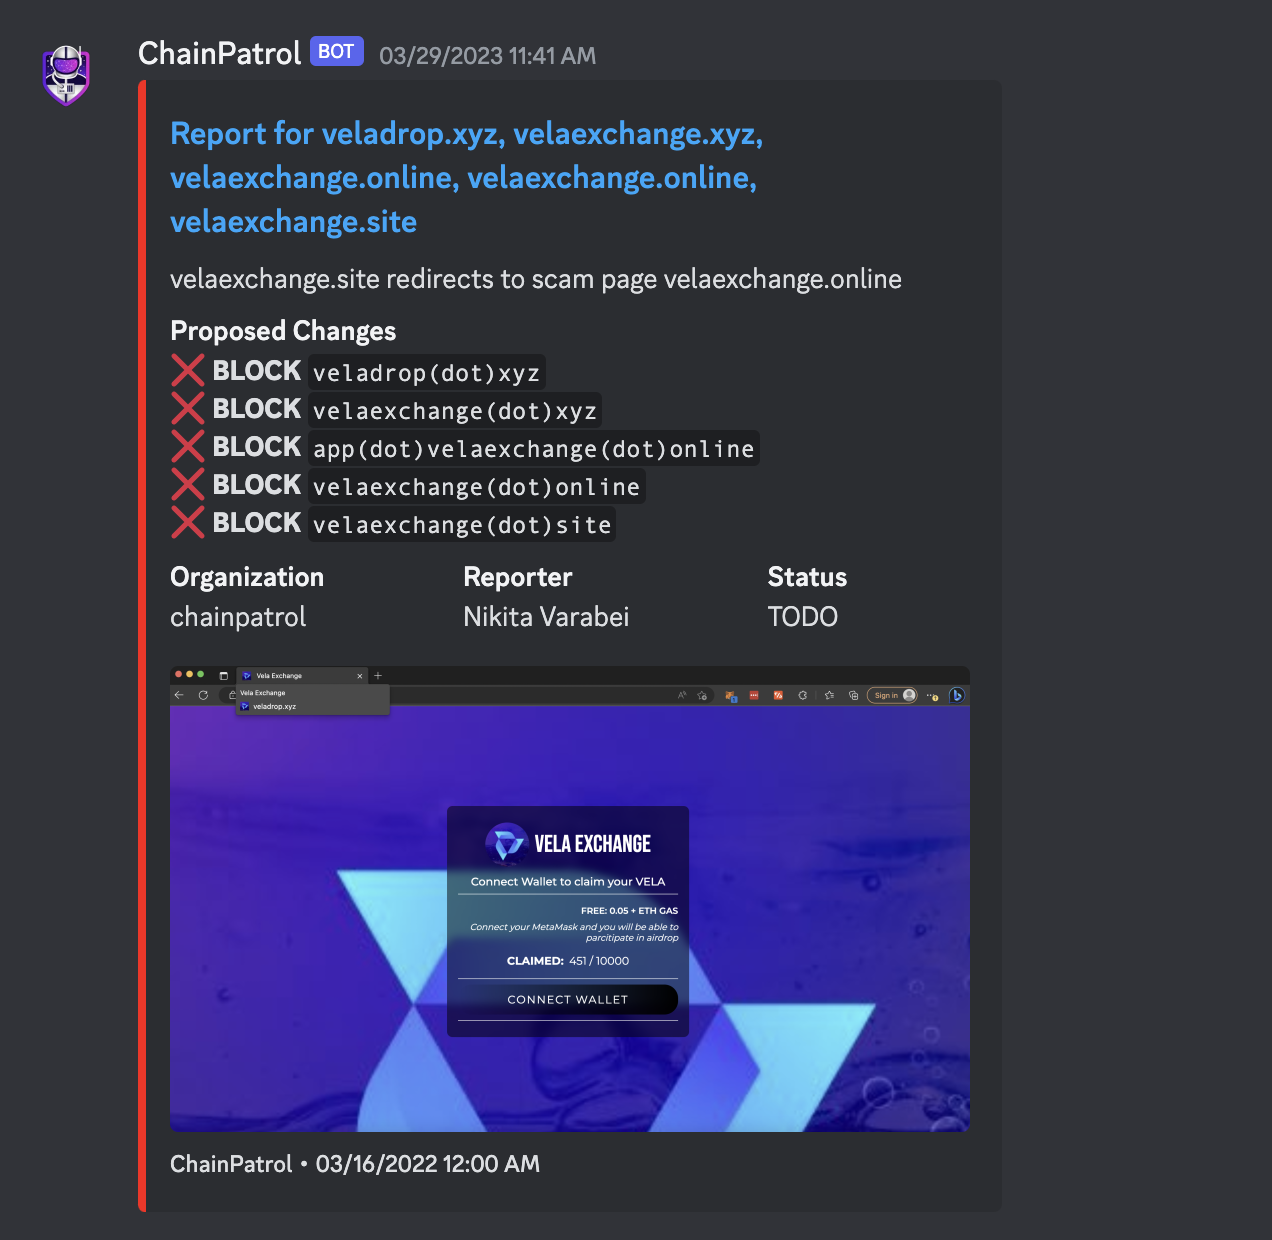 ChainPatrol BOT 03/29/2023 11:41 AM
Report for veladrop.xyz, velaexchange.xyz,
velaexchange.online, velaexchange.online,
velaexchange.site
velaexchange.site redirects to scam page velaexchange.online
Proposed Changes
❌ BLOCK veladrop(dot)xyz
❌ BLOCK velaexchange(dot)xyz
❌ BLOCK app(dot)velaexchange(dot)online
❌ BLOCK velaexchange(dot)online
❌ BLOCK velaexchange(dot)site
Organization Reporter Status
chainpatrol Nikita Varabei TODO
Vela Exchange
Vela Exchange
Sign in
veladrop.xyz
VELA EXCHANGE
Connect Wallet to claim your VELA
FREE: 0.05 + ETH GAS
Connect your MetaMask and you will be able to
parcitipate in airdrop
CLAIMED: 451 / 10000
CONNECT WALLET
ChainPatrol • 03/16/2022 12:00 AM